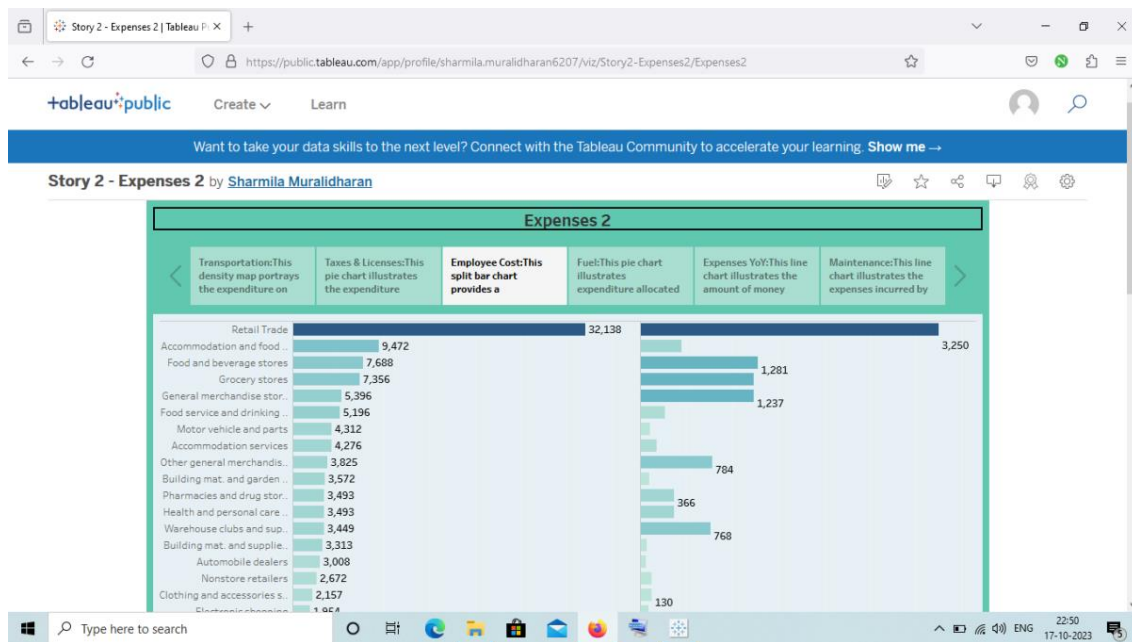 Story 2 - Expenses 2 | Tableau Pu
https://public.tableau.com/app/profile/sharmila.muralidharan6207/viz/Story2-Expenses2/Expenses2
+ableau public Create Learn
Want to take your data skills to the next level? Connect with the Tableau Community to accelerate your learning. Show me →
Story 2 - Expenses 2 by Sharmila Muralidharan
Expenses 2
Transportation:This
density map portrays
the expenditure on
Taxes & Licenses:This
pie chart illustrates
the expenditure
Employee Cost:This
split bar chart
provides a
Fuel:This pie chart
illustrates
expenditure allocated
Expenses YoY:This line
chart illustrates the
amount of money
Maintenance:This line
chart illustrates the
expenses incurred by
Retail Trade 32,138 3,250
Accommodation and food .. 9,472
Food and beverage stores 7,688 1,281
Grocery stores 7,356
General merchandise stor.. 5,396 1,237
Food service and drinking .. 5,196
Motor vehicle and parts 4,312
Accommodation services 4,276
Other general merchandis.. 3,825 784
Building mat. and garden .. 3,572
Pharmacies and drug stor.. 3,493 366
Health and personal care .. 3,493
Warehouse clubs and sup.. 3,449 768
Building mat. and supplie.. 3,313
Automobile dealers 3,008
Nonstore retailers 2,672
Clothing and accessories s.. 2,157 130
Electronic shopping 1,954
Type here to search
ENG
22:50
17-10-2023
5